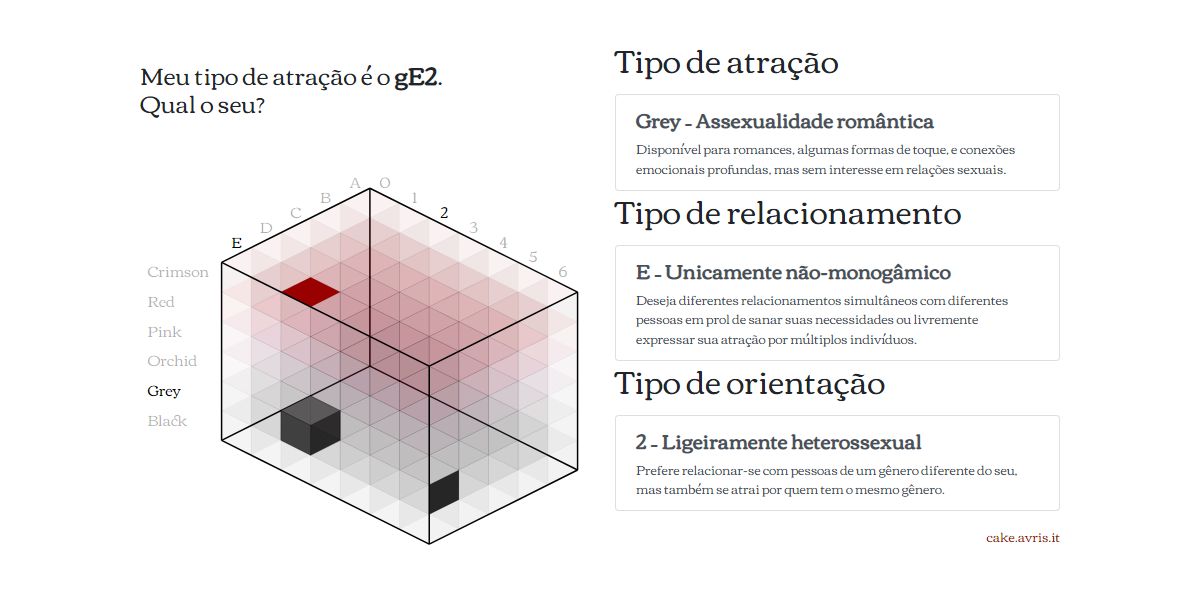 Meu tipo de atração é o gE2.
Qual o seu?
A
B
C
D
E
0
1
2
3
4
5
6
Crimson
Red
Pink
Orchid
Grey
Black
Tipo de atração
Grey - Assexualidade romântica
Disponível para romances, algumas formas de toque, e conexões
emocionais profundas, mas sem interesse em relações sexuais.
Tipo de relacionamento
E - Unicamente não-monogâmico
Deseja diferentes relacionamentos simultâneos com diferentes
pessoas em prol de sanar suas necessidades ou livremente
expressar sua atração por múltiplos indivíduos.
Tipo de orientação
2 - Ligeiramente heterossexual
Prefere relacionar-se com pessoas de um gênero diferente do seu,
mas também se atrai por quem tem o mesmo gênero.
cake.avris.it